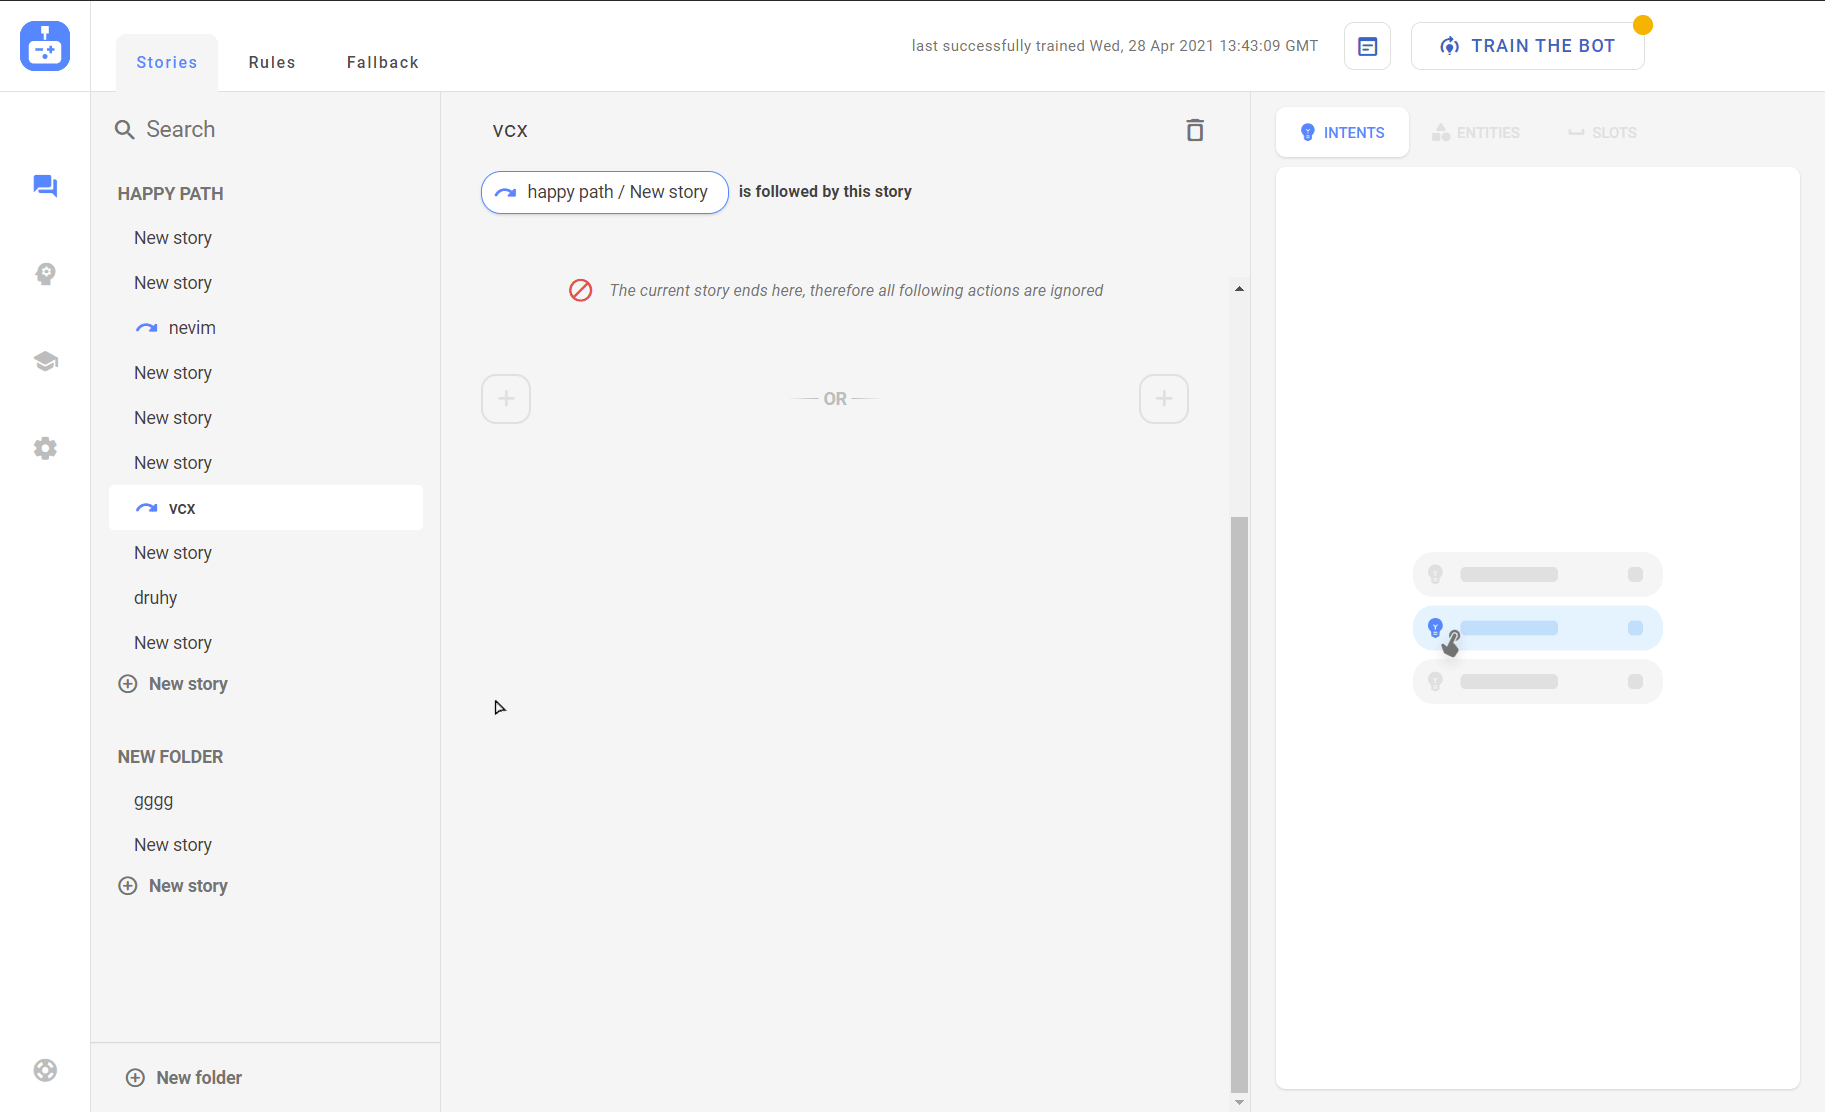 Stories
Rules
Fallback
last successfully trained Wed, 28 Apr 2021 13:43:09 GMT
TRAIN THE BOT
Search
HAPPY PATH
New story
New story
nevim
New story
New story
New story
vcx
New story
druhy
New story
New story
NEW FOLDER
gggg
New story
New story
New folder
vcx
happy path / New story
is followed by this story
The current story ends here, therefore all following actions are ignored
OR
INTENTS
ENTITIES
SLOTS